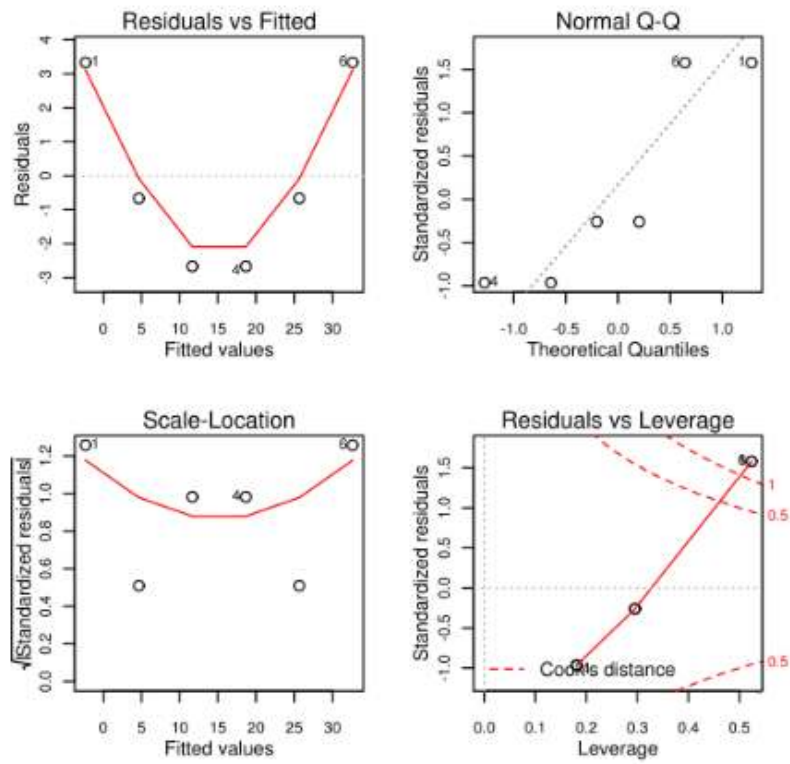 Residuals vs Fitted
Residuals
4
3
2
1
0
-1
-2
-3
1
6
4
0 5 10 15 20 25 30
Fitted values
Normal Q-Q
Standardized residuals
1.5
1.0
0.5
0.0
-0.5
-1.0
6
1
4
-1.0 -0.5 0.0 0.5 1.0
Theoretical Quantiles
Scale-Location
√|Standardized residuals|
1.2
1.0
0.8
0.6
0.4
0.2
0.0
1
6
4
0 5 10 15 20 25 30
Fitted values
Residuals vs Leverage
Standardized residuals
1.5
1.0
0.5
0.0
-0.5
-1.0
1
0.5
0.5
Cook's distance
0.0 0.1 0.2 0.3 0.4 0.5
Leverage